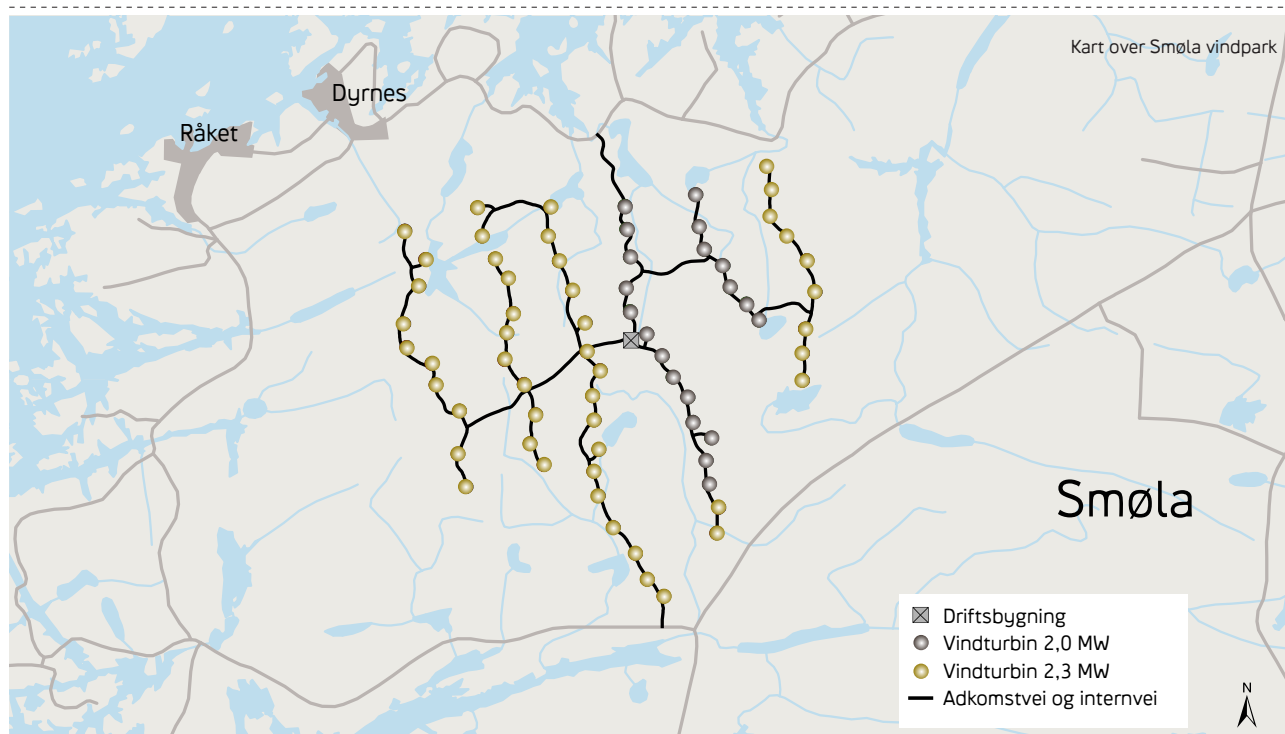 Kart over Smøla vindpark
Dyrnes
Råket
Smøla
Driftsbygning
Vindturbin 2,0 MW
Vindturbin 2,3 MW
Adkomstvei og internvei
N